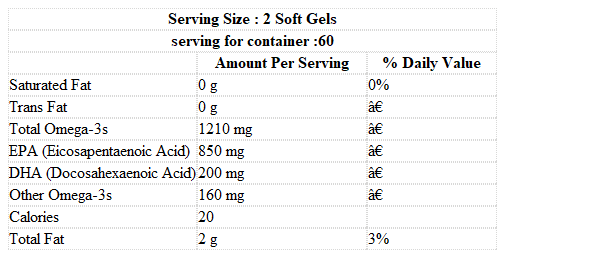 Serving Size : 2 Soft Gels
serving for container :60
Amount Per Serving % Daily Value
Saturated Fat 0 g 0%
Trans Fat 0 g â€
Total Omega-3s 1210 mg â€
EPA (Eicosapentaenoic Acid) 850 mg â€
DHA (Docosahexaenoic Acid) 200 mg â€
Other Omega-3s 160 mg â€
Calories 20
Total Fat 2 g 3%